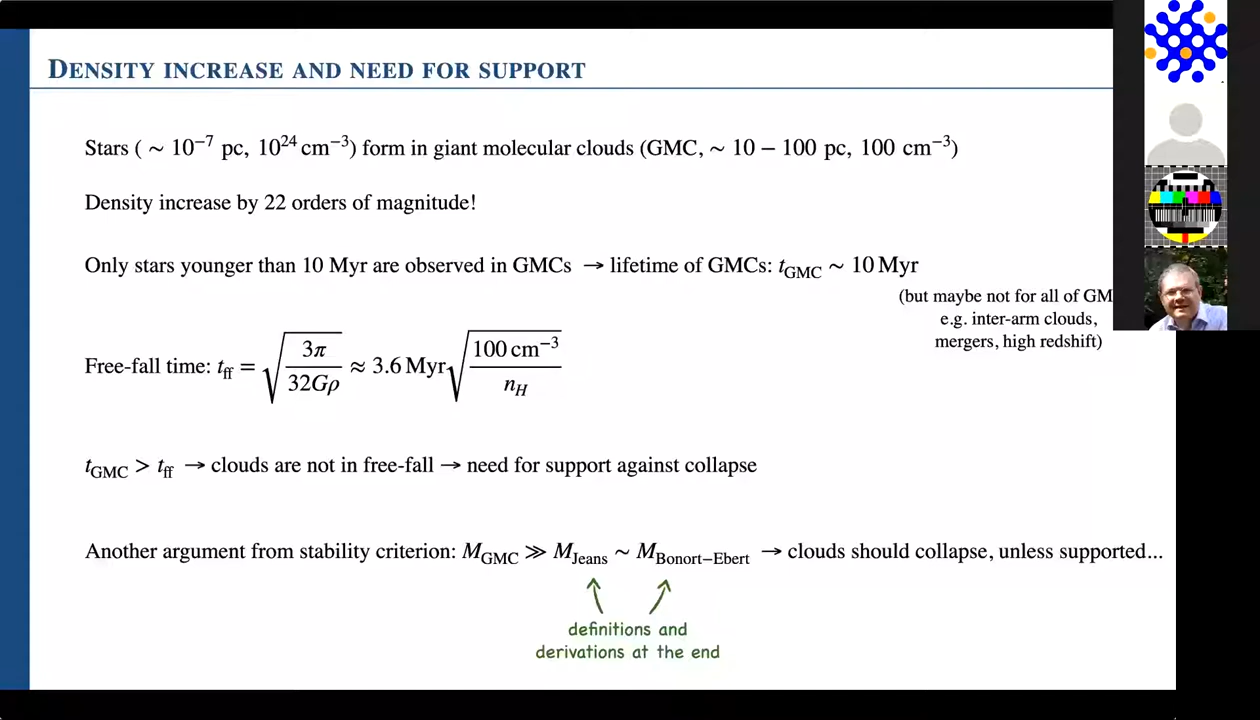 DENSITY INCREASE AND NEED FOR SUPPORT
Stars ( ~ 10⁻⁷ pc, 10²⁴ cm⁻³) form in giant molecular clouds (GMC, ~ 10 − 100 pc, 100 cm⁻³)
Density increase by 22 orders of magnitude!
Only stars younger than 10 Myr are observed in GMCs → lifetime of GMCs: t_GMC ~ 10 Myr
(but maybe not for all of GM
e.g. inter-arm clouds,
mergers, high redshift)
Free-fall time: t_ff = √(3π / 32Gρ) ≈ 3.6 Myr √(100 cm⁻³ / n_H)
t_GMC > t_ff → clouds are not in free-fall → need for support against collapse
Another argument from stability criterion: M_GMC ≫ M_Jeans ~ M_Bonort−Ebert → clouds should collapse, unless supported...
definitions and
derivations at the end